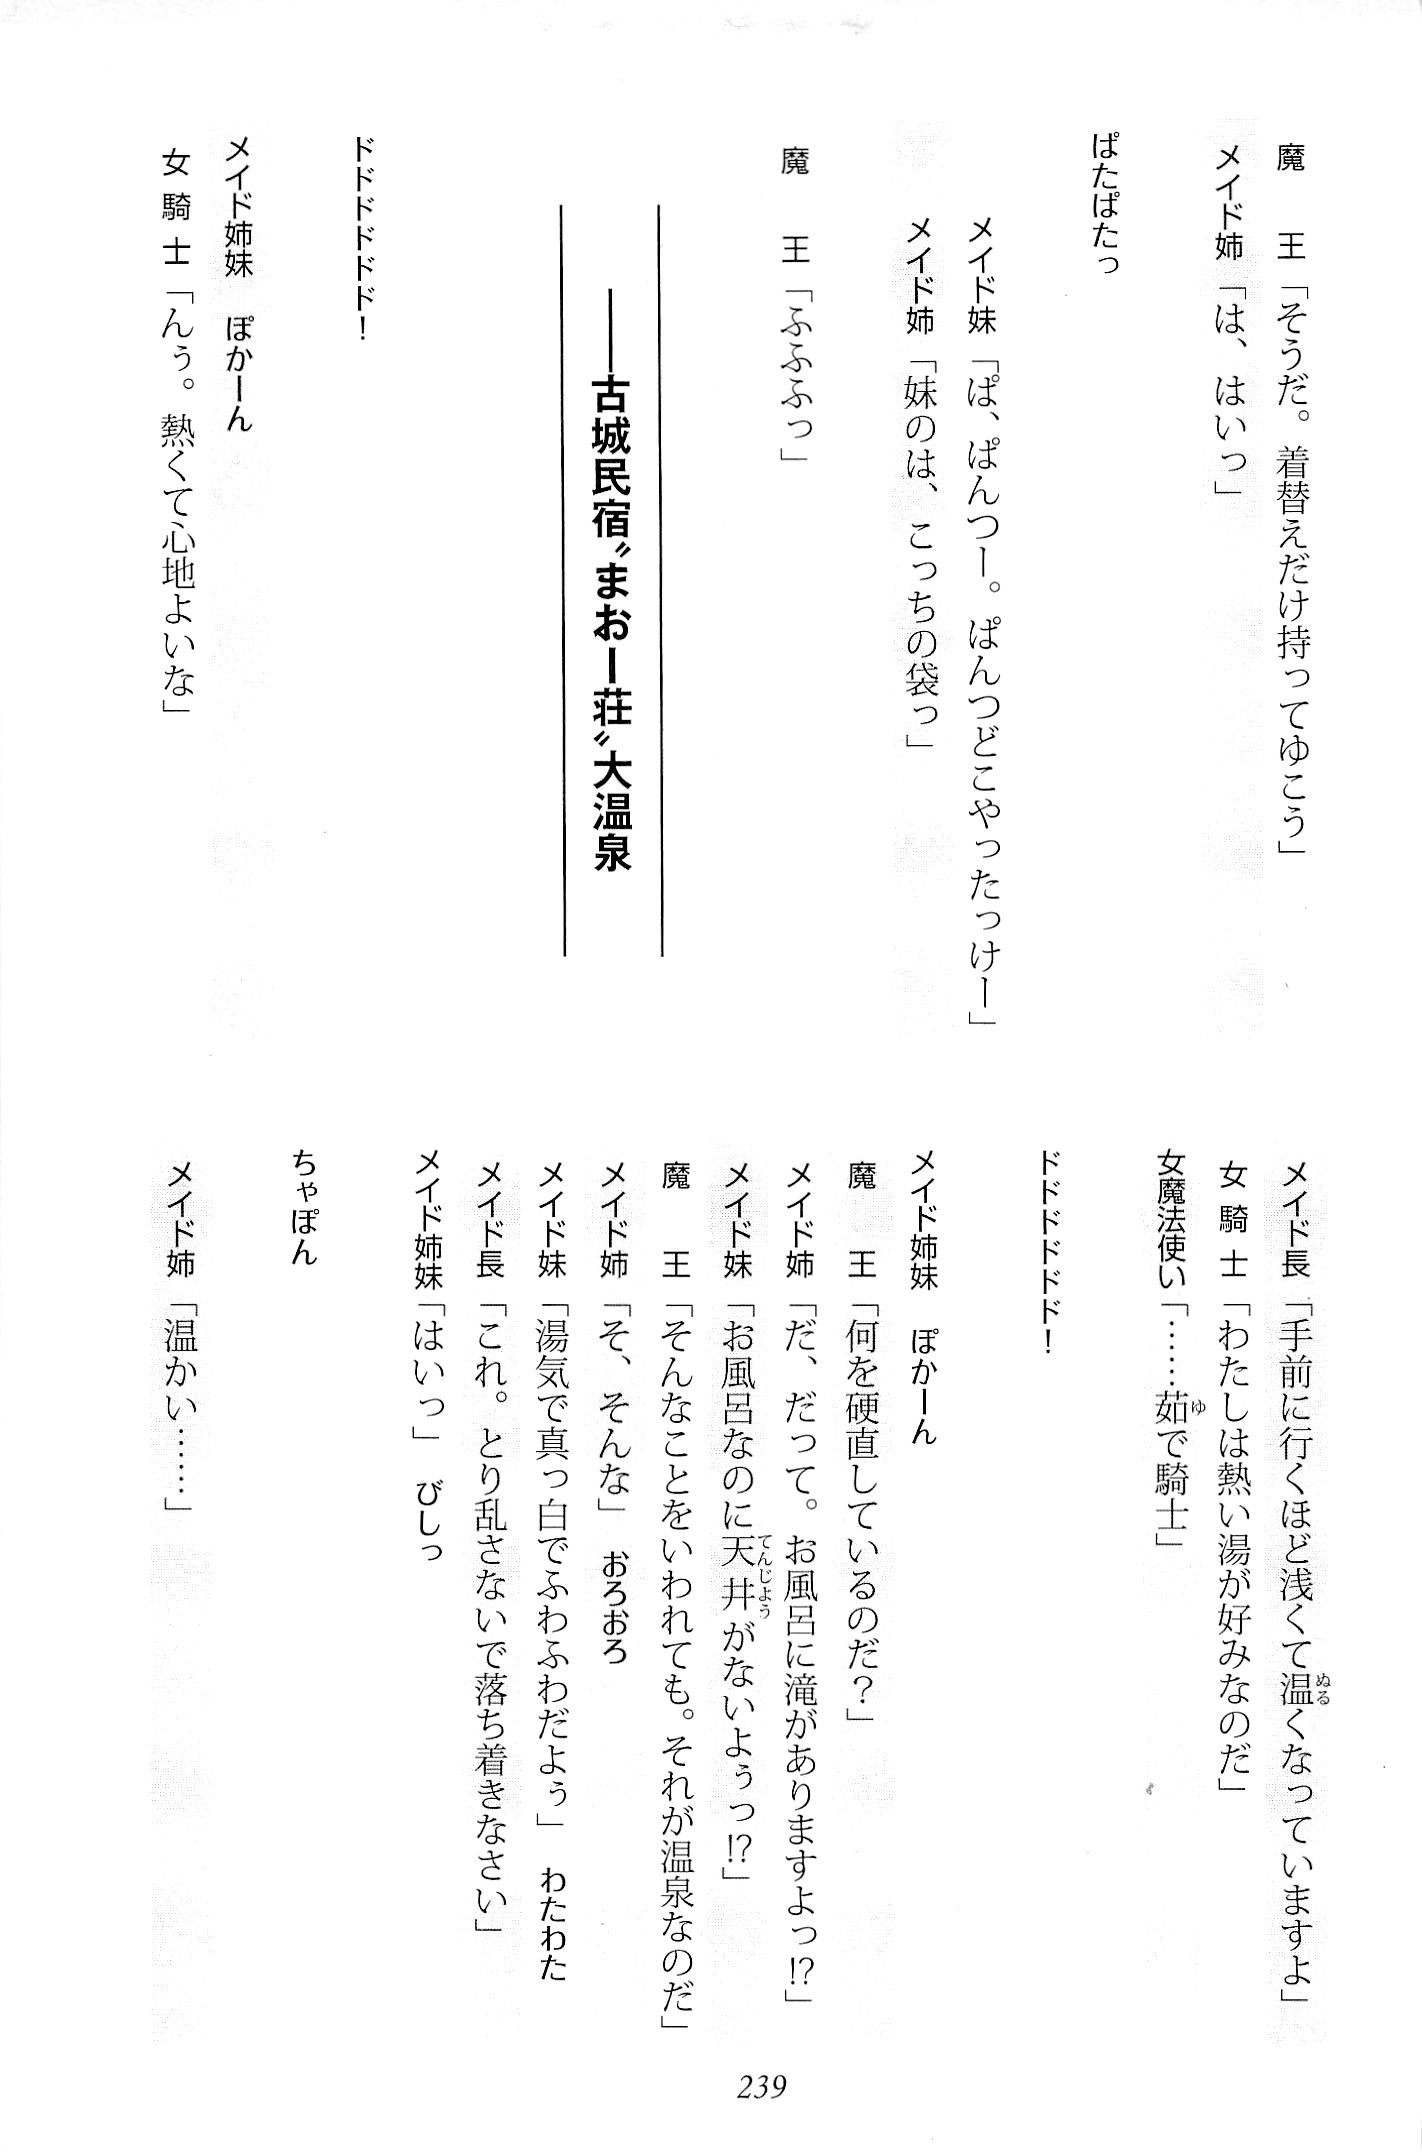 魔　王「そうだ。着替えだけ持ってゆこう」
メイド姉「は、はいっ」
ぱたぱたっ
メイド妹「ぱ、ぱんつー。ぱんつどこやったっけー」
メイド姉「妹のは、こっちの袋っ」
魔　王「ふふふっ」
――古城民宿〝まおー荘〟大温泉
ドドドドドド！
メイド姉妹　ぽかーん
女騎士「んぅ。熱くて心地よいな」
メイド長「手前に行くほど浅くて温くなっていますよ」
ぬる
女騎士「わたしは熱い湯が好みなのだ」
女魔法使い「……茹で騎士」
ゆ
ドドドドドド！
メイド姉妹　ぽかーん
魔　王「何を硬直しているのだ？」
メイド姉「だ、だって。お風呂に滝がありますよっ!?」
メイド妹「お風呂なのに天井がないようっ!?」
てんじよう
魔　王「そんなことをいわれても。それが温泉なのだ」
メイド姉「そ、そんな」　おろおろ
メイド妹「湯気で真っ白でふわふわだよぅ」　わたわた
メイド長「これ。とり乱さないで落ち着きなさい」
メイド姉妹「はいっ」　びしっ
ちゃぽん
メイド姉「温かい……」
239